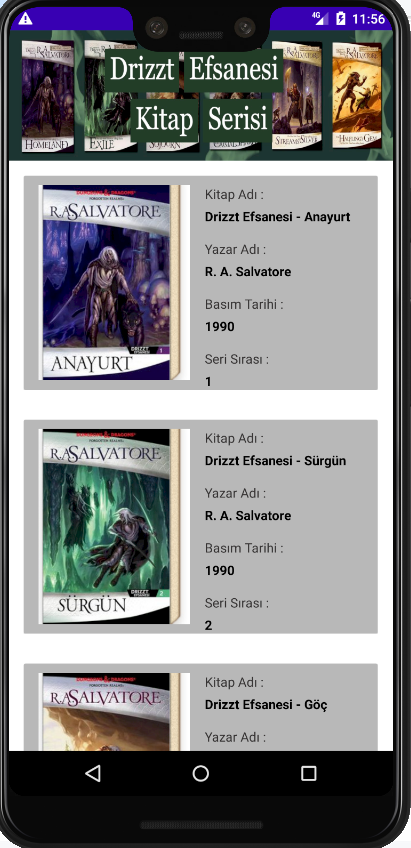 4G
11:56
Drizzt Efsanesi
Kitap Serisi
R.A. SALVATORE
HOMELAND
EXILE
SOJOURN
STREAMS SILVER
THE HALFLING'S GEM
DUNGEONS & DRAGONS
FORGOTTEN REALMS
R.A. SALVATORE
ANAYURT
DRIZZT
EFSANESİ
1
Kitap Adı :
Drizzt Efsanesi - Anayurt
Yazar Adı :
R. A. Salvatore
Basım Tarihi :
1990
Seri Sırası :
1
DUNGEONS & DRAGONS
FORGOTTEN REALMS
R.A. SALVATORE
SÜRGÜN
DRIZZT
EFSANESİ
2
Kitap Adı :
Drizzt Efsanesi - Sürgün
Yazar Adı :
R. A. Salvatore
Basım Tarihi :
1990
Seri Sırası :
2
DUNGEONS & DRAGONS
FORGOTTEN REALMS
R.A. SALVATORE
Kitap Adı :
Drizzt Efsanesi - Göç
Yazar Adı :